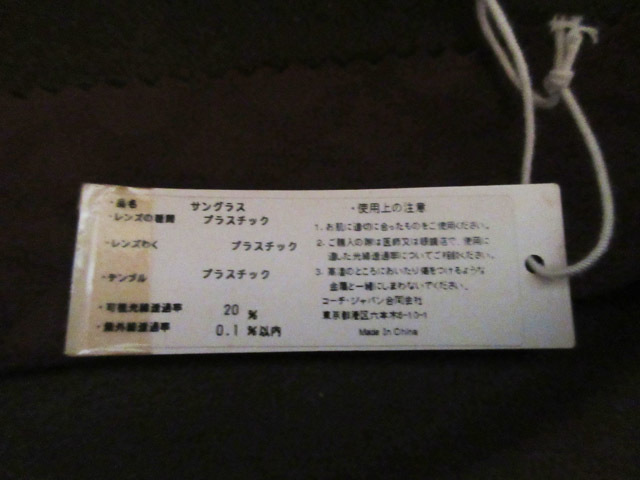 ・品名 サングラス
・レンズの種類 プラスチック
・レンズわく プラスチック
・テンプル プラスチック
・可視光線透過率 20 %
・紫外線透過率 0.1 %以内
・使用上の注意
1. お肌に適切に合ったものをご使用ください。
2. ご購入の際は医師又は眼鏡店で、使用に
適した光線透過率についてご相談ください。
3. 高温のところにおいたり傷をつけるような
金属と一緒にしまわないでください。
コーチ・ジャパン合同会社
東京都港区六本木6-10-1
Made In China